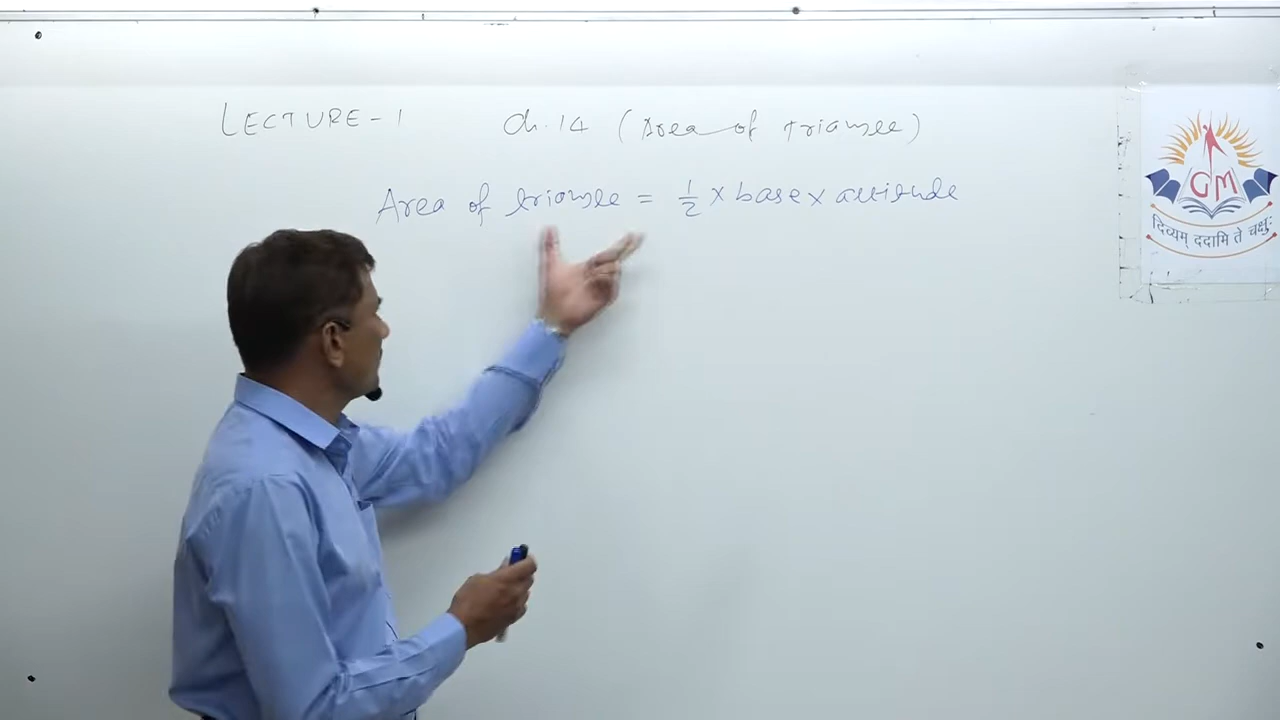 LECTURE-1 Ch. 14 (Area of triangle)
Area of triangle = 1/2 × base × altitude
GM
दिव्यम् ददामि ते चक्षुः